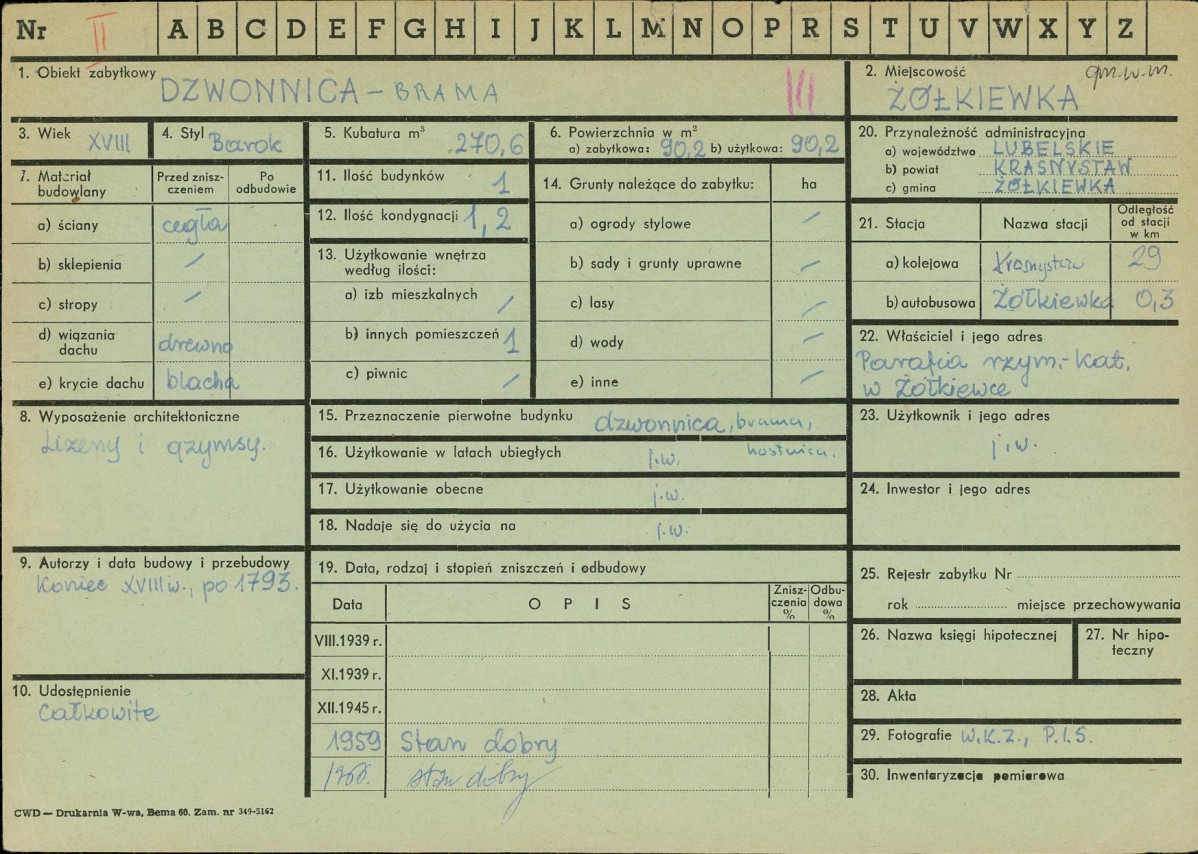 Nr II A B C D E F G H I J K L M N O P R S T U V W X Y Z
1. Obiekt zabytkowy
DZWONNICA - BRAMA
III
2. Miejscowość
gm.w.m.
ŻÓŁKIEWKA
3. Wiek XVIII
4. Styl Barok
5. Kubatura m³
270,6
6. Powierzchnia w m²
a) zabytkowa: 90,2 b) użytkowa: 90,2
7. Materiał budowlany
Przed zniszczeniem
Po odbudowie
a) ściany cegła
b) sklepienia /
c) stropy /
d) wiązania dachu drewno
e) krycie dachu blacha
8. Wyposażenie architektoniczne
Lizeny i gzymsy.
9. Autorzy i data budowy i przebudowy
Koniec XVIII w., po 1793.
10. Udostępnienie
Całkowite
11. Ilość budynków 1
12. Ilość kondygnacji 1,2
13. Użytkowanie wnętrza
według ilości:
a) izb mieszkalnych /
b) innych pomieszczeń 1
c) piwnic /
14. Grunty należące do zabytku: ha
a) ogrody stylowe /
b) sady i grunty uprawne /
c) lasy /
d) wody /
e) inne /
15. Przeznaczenie pierwotne budynku dzwonnica, brama,
kostnica.
16. Użytkowanie w latach ubiegłych j.w.
17. Użytkowanie obecne j.w.
18. Nadaje się do użycia na j.w.
19. Data, rodzaj i stopień zniszczeń i odbudowy
Data OPIS Zniszczenia % Odbudowa %
VIII.1939 r.
XI.1939 r.
XII.1945 r.
1959 Stan dobry
stan dobry
20. Przynależność administracyjna
a) województwo LUBELSKIE
b) powiat KRASNYSTAW
c) gmina ŻÓŁKIEWKA
21. Stacja Nazwa stacji Odległość od stacji w km
a) kolejowa Krasnystaw 29
b) autobusowa Żółkiewka 0,3
22. Właściciel i jego adres
Parafia rzym.-kat.
w Żółkiewce
23. Użytkownik i jego adres
j.w.
24. Inwestor i jego adres
25. Rejestr zabytku Nr
rok miejsce przechowywania
26. Nazwa księgi hipotecznej
27. Nr hipoteczny
28. Akta
29. Fotografie W.K.Z., P.I.S.
30. Inwentaryzacja pomiarowa
CWD — Drukarnia W-wa, Bema 60. Zam. nr 349-5162